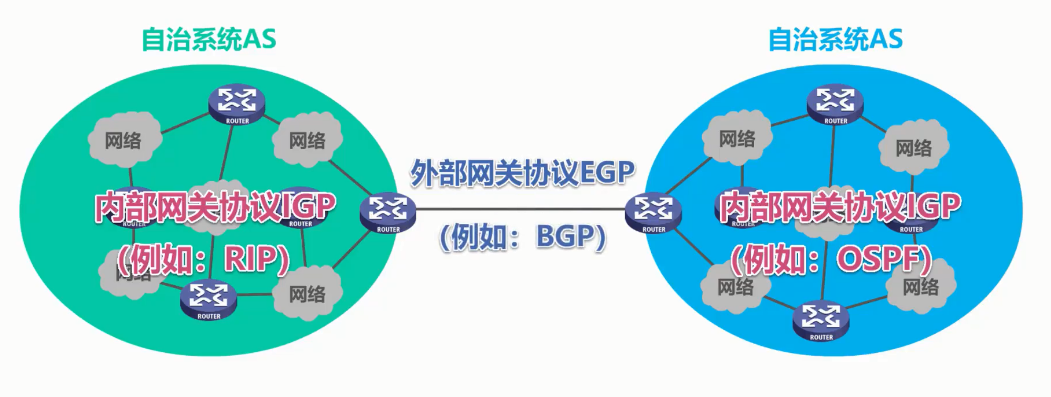 自治系统AS
自治系统AS
ROUTER
ROUTER
网络
网络
网络
网络
外部网关协议EGP
内部网关协议IGP
内部网关协议IGP
ROUTER
ROUTER
ROUTER
ROUTER
ROUTER
ROUTER
(例如：BGP)
(例如：RIP)
(例如：OSPF)
网络
网络
网络
网络
ROUTER
ROUTER